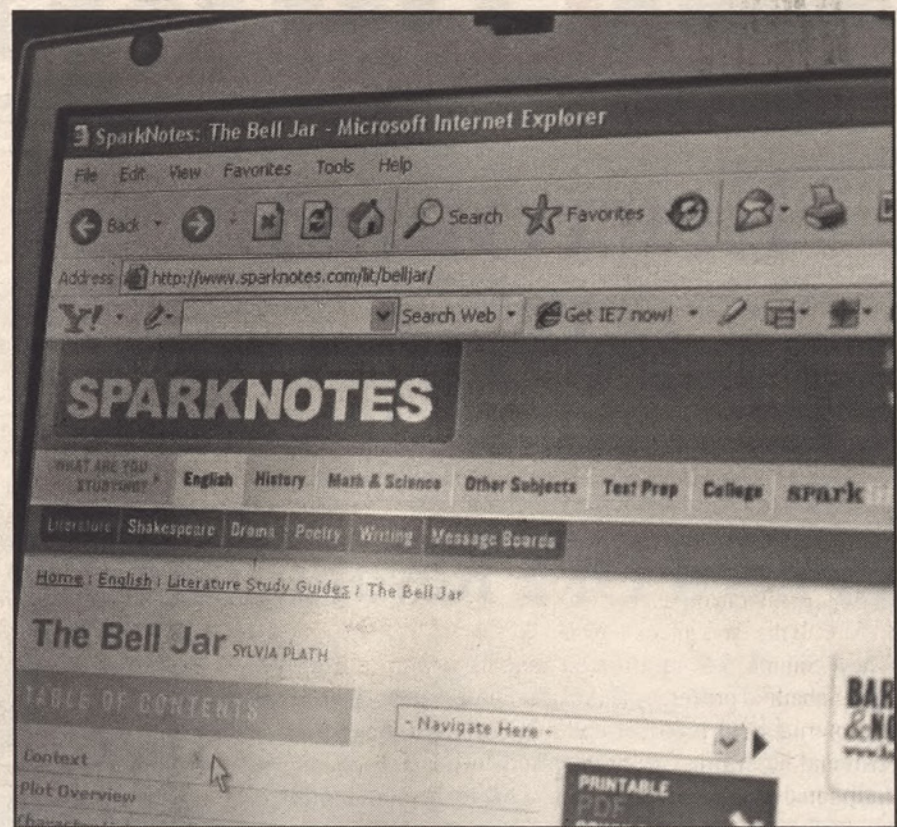 SparkNotes: The Bell Jar - Microsoft Internet Explorer
File Edit View Favorites Tools Help
Back Search Favorites
Address http://www.sparknotes.com/lit/belljar/
Y! Search Web Get IE7 now!
SPARKNOTES
WHAT ARE YOU STUDYING? English History Math & Science Other Subjects Test Prep College spark
Literature Shakespeare Drama Poetry Writing Message Boards
Home : English : Literature Study Guides : The Bell Jar
The Bell Jar SYLVIA PLATH
TABLE OF CONTENTS
- Navigate Here -
BAR
&NO
Context
Plot Overview
PRINTABLE
PDF